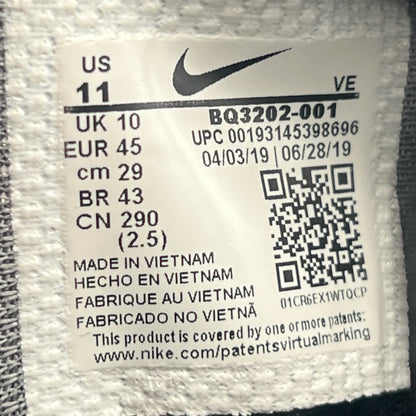 US
11
VE
UK 10
BQ3202-001
UPC 00193145398696
EUR 45
04/03/19 | 06/28/19
cm 29
BR 43
CN 290
(2.5)
MADE IN VIETNAM
HECHO EN VIETNAM
FABRIQUE AU VIETNAM
FABRICADO NO VIETNÃ
01CR6EX1WTQCP
This product is covered by one or more patents:
www.nike.com/patentsvirtualmarking